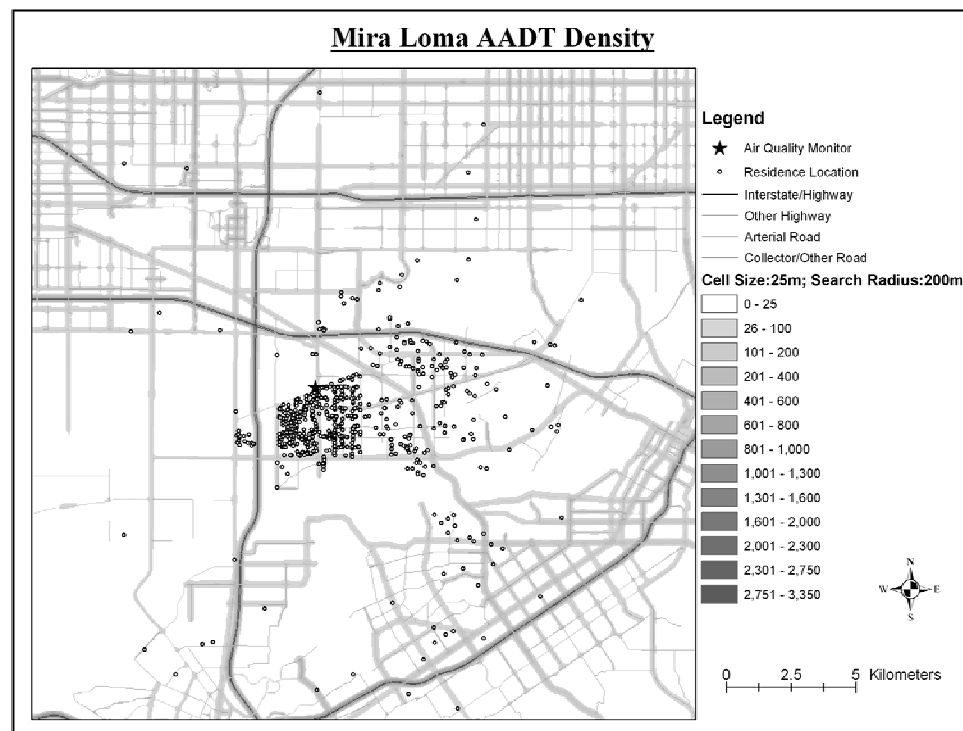 Mira Loma AADT Density
Legend
Air Quality Monitor
Residence Location
Interstate/Highway
Other Highway
Arterial Road
Collector/Other Road
Cell Size:25m; Search Radius:200m
0 - 25
26 - 100
101 - 200
201 - 400
401 - 600
601 - 800
801 - 1,000
1,001 - 1,300
1,301 - 1,600
1,601 - 2,000
2,001 - 2,300
2,301 - 2,750
2,751 - 3,350
N
W E
S
0 2.5 5 Kilometers